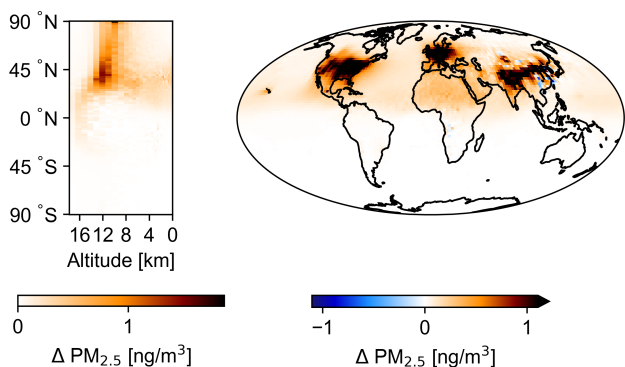 90 °N
45 °N
0 °N
45 °S
90 °S
16 12 8 4 0
Altitude [km]
0 1
Δ PM2.5 [ng/m³]
−1 0 1
Δ PM2.5 [ng/m³]